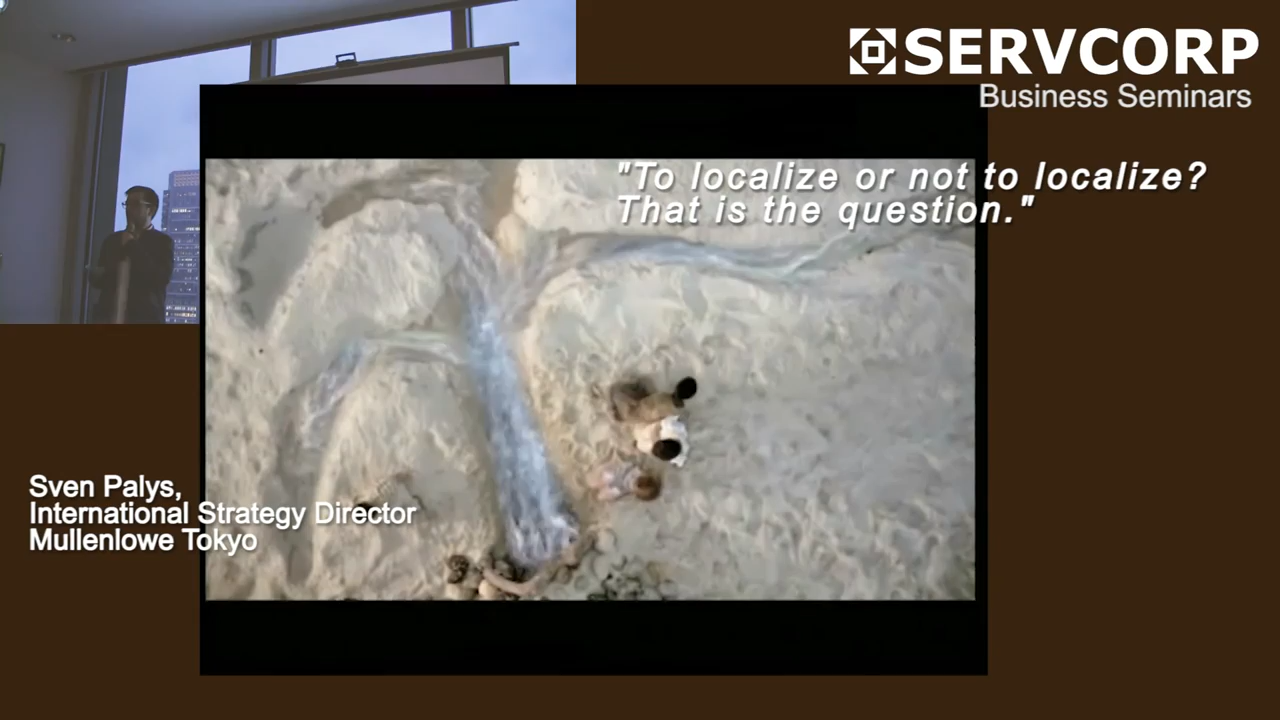 SERVCORP
Business Seminars
"To localize or not to localize?
That is the question."
Sven Palys,
International Strategy Director
Mullenlowe Tokyo